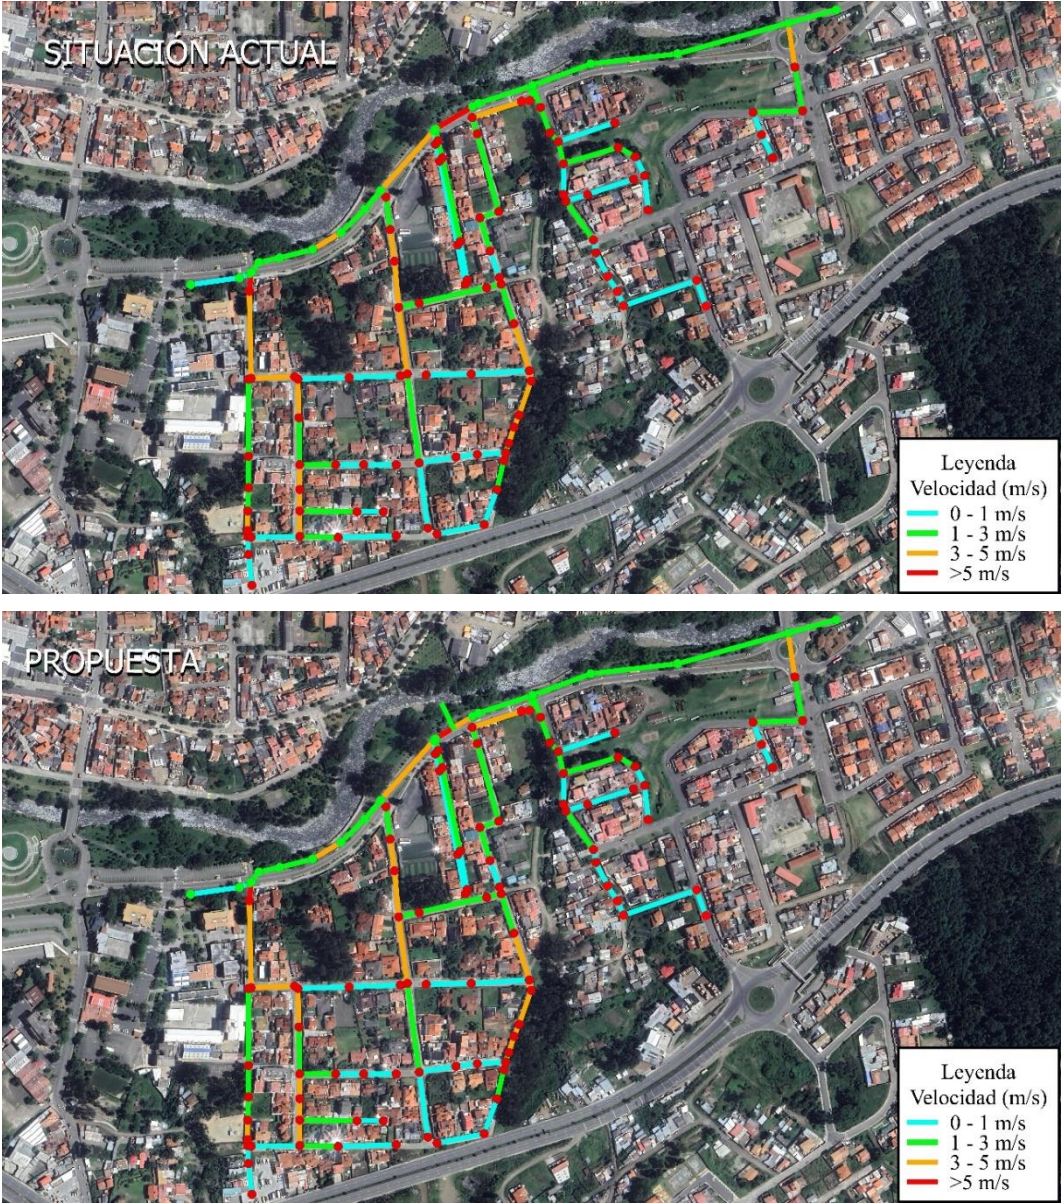 SITUACIÓN ACTUAL
Leyenda
Velocidad (m/s)
0 - 1 m/s
1 - 3 m/s
3 - 5 m/s
>5 m/s
PROPUESTA
Leyenda
Velocidad (m/s)
0 - 1 m/s
1 - 3 m/s
3 - 5 m/s
>5 m/s